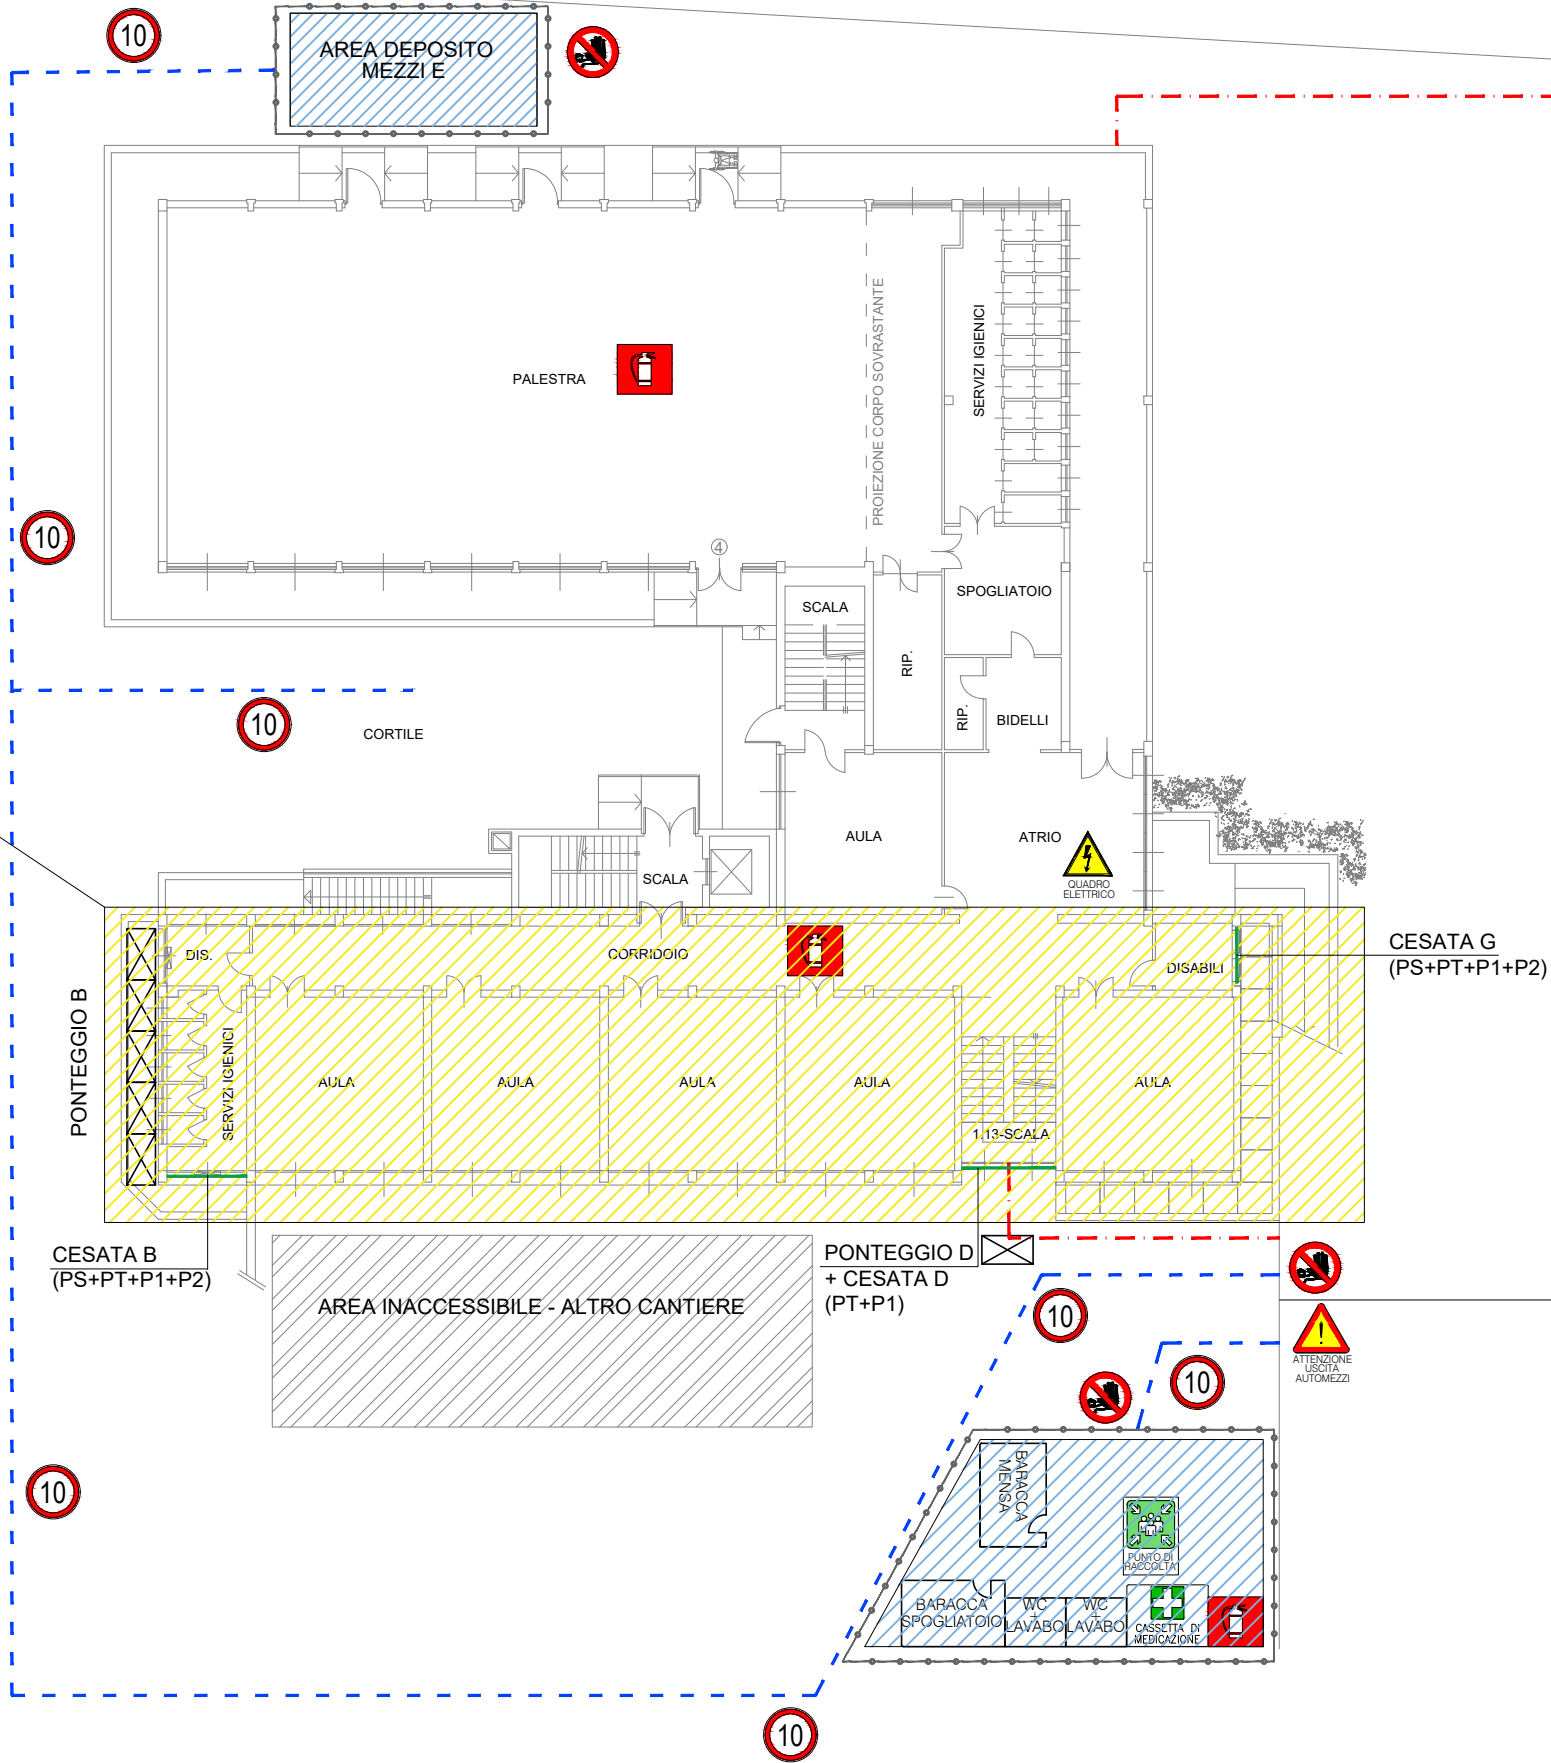 10
AREA DEPOSITO
MEZZI E
10
PALESTRA
PROIEZIONE CORPO SOVRASTANTE
SERVIZI IGIENICI
4
SCALA
SPOGLIATOIO
RIP.
RIP.
BIDELLI
10
CORTILE
AULA
ATRIO
QUADRO
ELETTRICO
SCALA
DIS.
CORRIDOIO
DISABILI
CESATA G
(PS+PT+P1+P2)
PONTEGGIO B
SERVIZI IGIENICI
AULA
AULA
AULA
AULA
AULA
1.13-SCALA
CESATA B
(PS+PT+P1+P2)
PONTEGGIO D
+ CESATA D
(PT+P1)
AREA INACCESSIBILE - ALTRO CANTIERE
10
!
ATTENZIONE
USCITA
AUTOMEZZI
10
10
BARACCA
MENSA
PUNTO DI
RACCOLTA
BARACCA
SPOGLIATOIO
WC
+
LAVABO
WC
+
LAVABO
CASSETTA DI
MEDICAZIONE
10